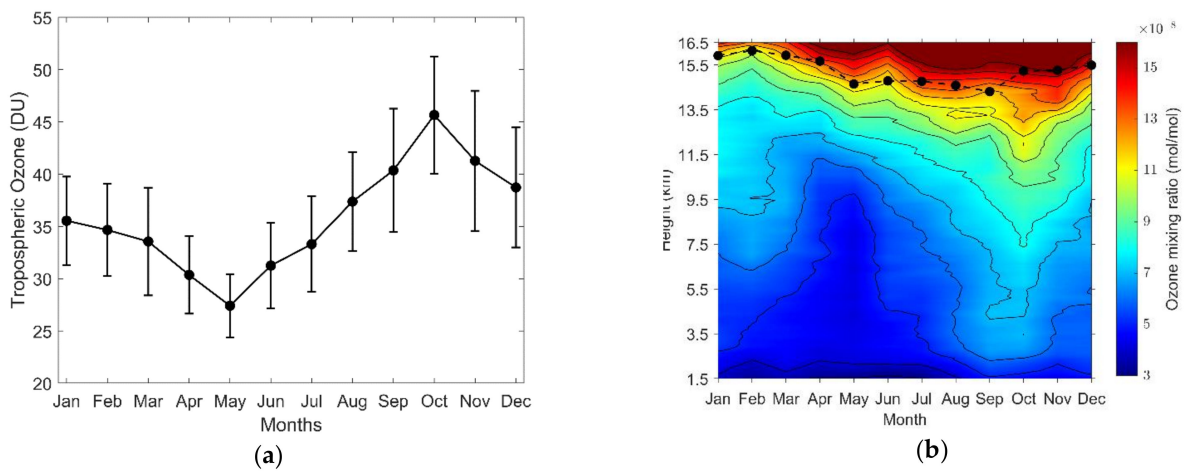 55
50
45
40
35
30
25
20
Tropospheric Ozone (DU)
Jan Feb Mar Apr May Jun Jul Aug Sep Oct Nov Dec
Months
(a)
16.5
15.5
13.5
11.5
9.5
7.5
5.5
3.5
1.5
Height (km)
Jan Feb Mar Apr May Jun Jul Aug Sep Oct Nov Dec
Month
×10⁻⁸
15
13
11
9
7
5
3
Ozone mixing ratio (mol/mol)
(b)